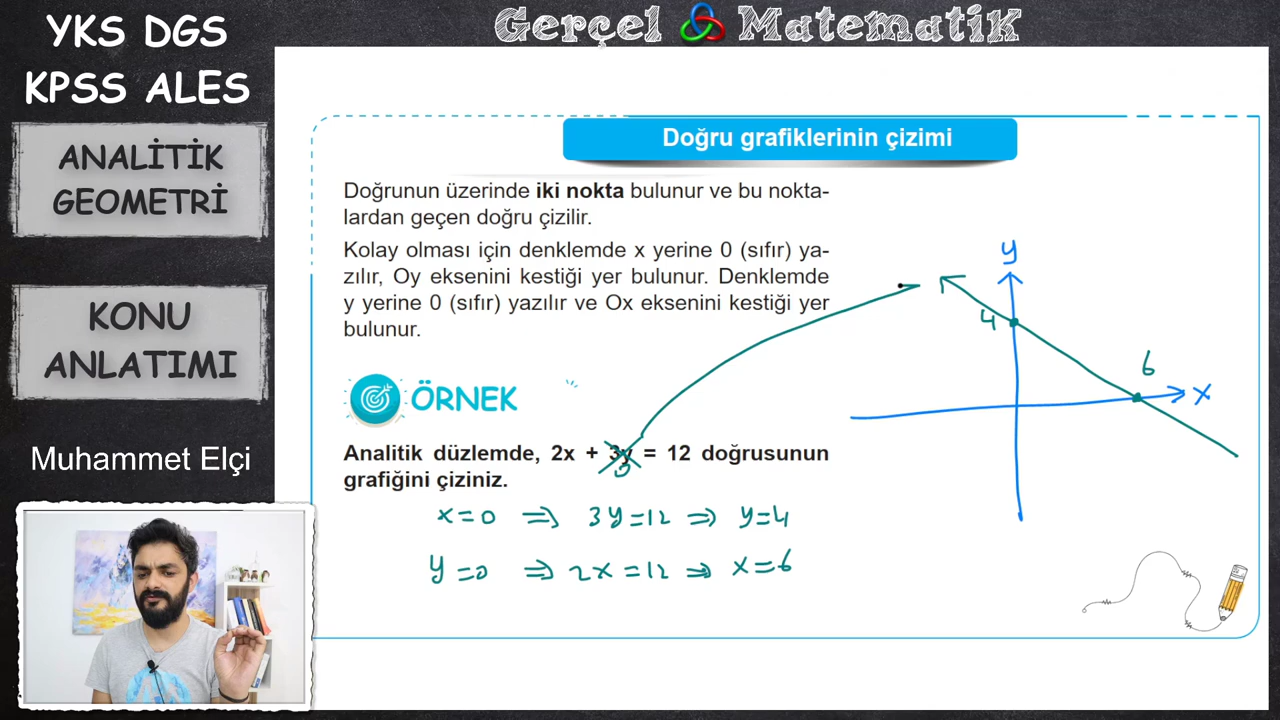 YKS DGS
KPSS ALES
ANALİTİK
GEOMETRİ
KONU
ANLATIMI
Muhammet Elçi
Gerçel Matematik
Doğru grafiklerinin çizimi
Doğrunun üzerinde iki nokta bulunur ve bu nokta-
lardan geçen doğru çizilir.
Kolay olması için denklemde x yerine 0 (sıfır) ya-
zılır, Oy eksenini kestiği yer bulunur. Denklemde
y yerine 0 (sıfır) yazılır ve Ox eksenini kestiği yer
bulunur.
ÖRNEK
Analitik düzlemde, 2x + 3y = 12 doğrusunun
grafiğini çiziniz.
0
x=0 ⇒ 3y=12 ⇒ y=4
y=0 ⇒ 2x=12 ⇒ x=6
y
4
6
x